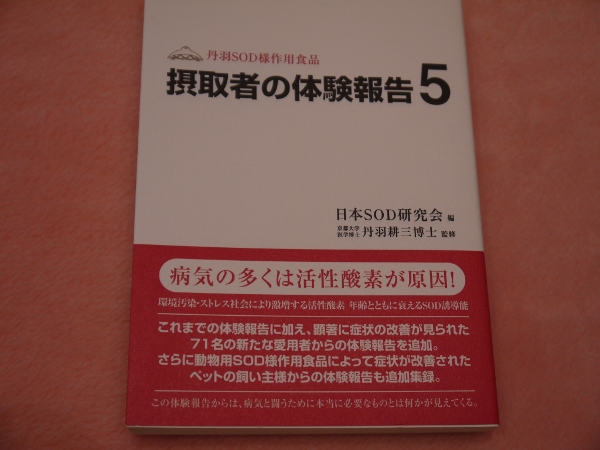 丹羽SOD様作用食品
摂取者の体験報告5
日本SOD研究会 編
京都大学
医学博士 丹羽耕三博士 監修
病気の多くは活性酸素が原因!
環境汚染・ストレス社会により激増する活性酸素 年齢とともに衰えるSOD誘導能
これまでの体験報告に加え、顕著に症状の改善が見られた
71名の新たな愛用者からの体験報告を追加。
さらに動物用SOD様作用食品によって症状が改善された
ペットの飼い主様からの体験報告も追加集録。
この体験報告からは、病気と闘うために本当に必要なものとは何かが見えてくる。